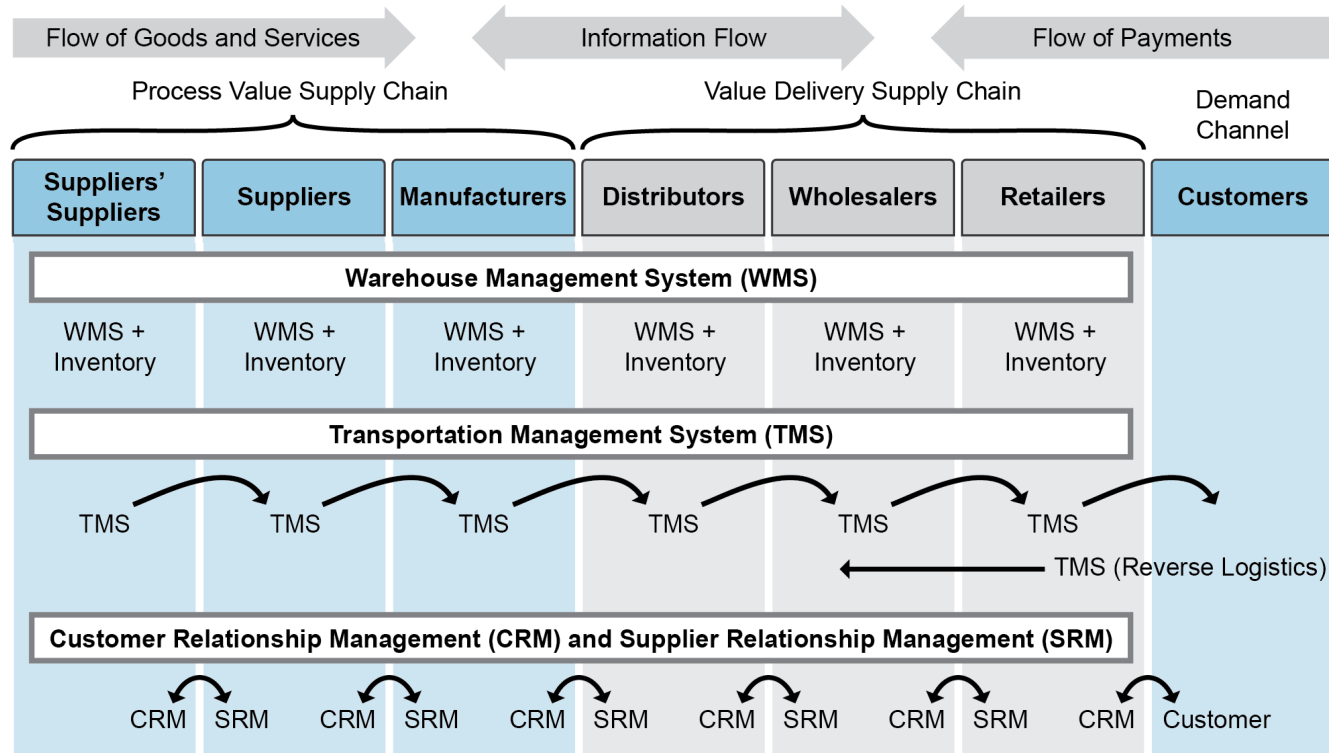 Flow of Goods and Services
Information Flow
Flow of Payments
Process Value Supply Chain
Value Delivery Supply Chain
Demand
Channel
Suppliers’
Suppliers
Suppliers
Manufacturers
Distributors
Wholesalers
Retailers
Customers
Warehouse Management System (WMS)
WMS +
Inventory
WMS +
Inventory
WMS +
Inventory
WMS +
Inventory
WMS +
Inventory
WMS +
Inventory
Transportation Management System (TMS)
TMS
TMS
TMS
TMS
TMS
TMS
TMS (Reverse Logistics)
Customer Relationship Management (CRM) and Supplier Relationship Management (SRM)
CRM
SRM
CRM
SRM
CRM
SRM
CRM
SRM
CRM
SRM
CRM
Customer